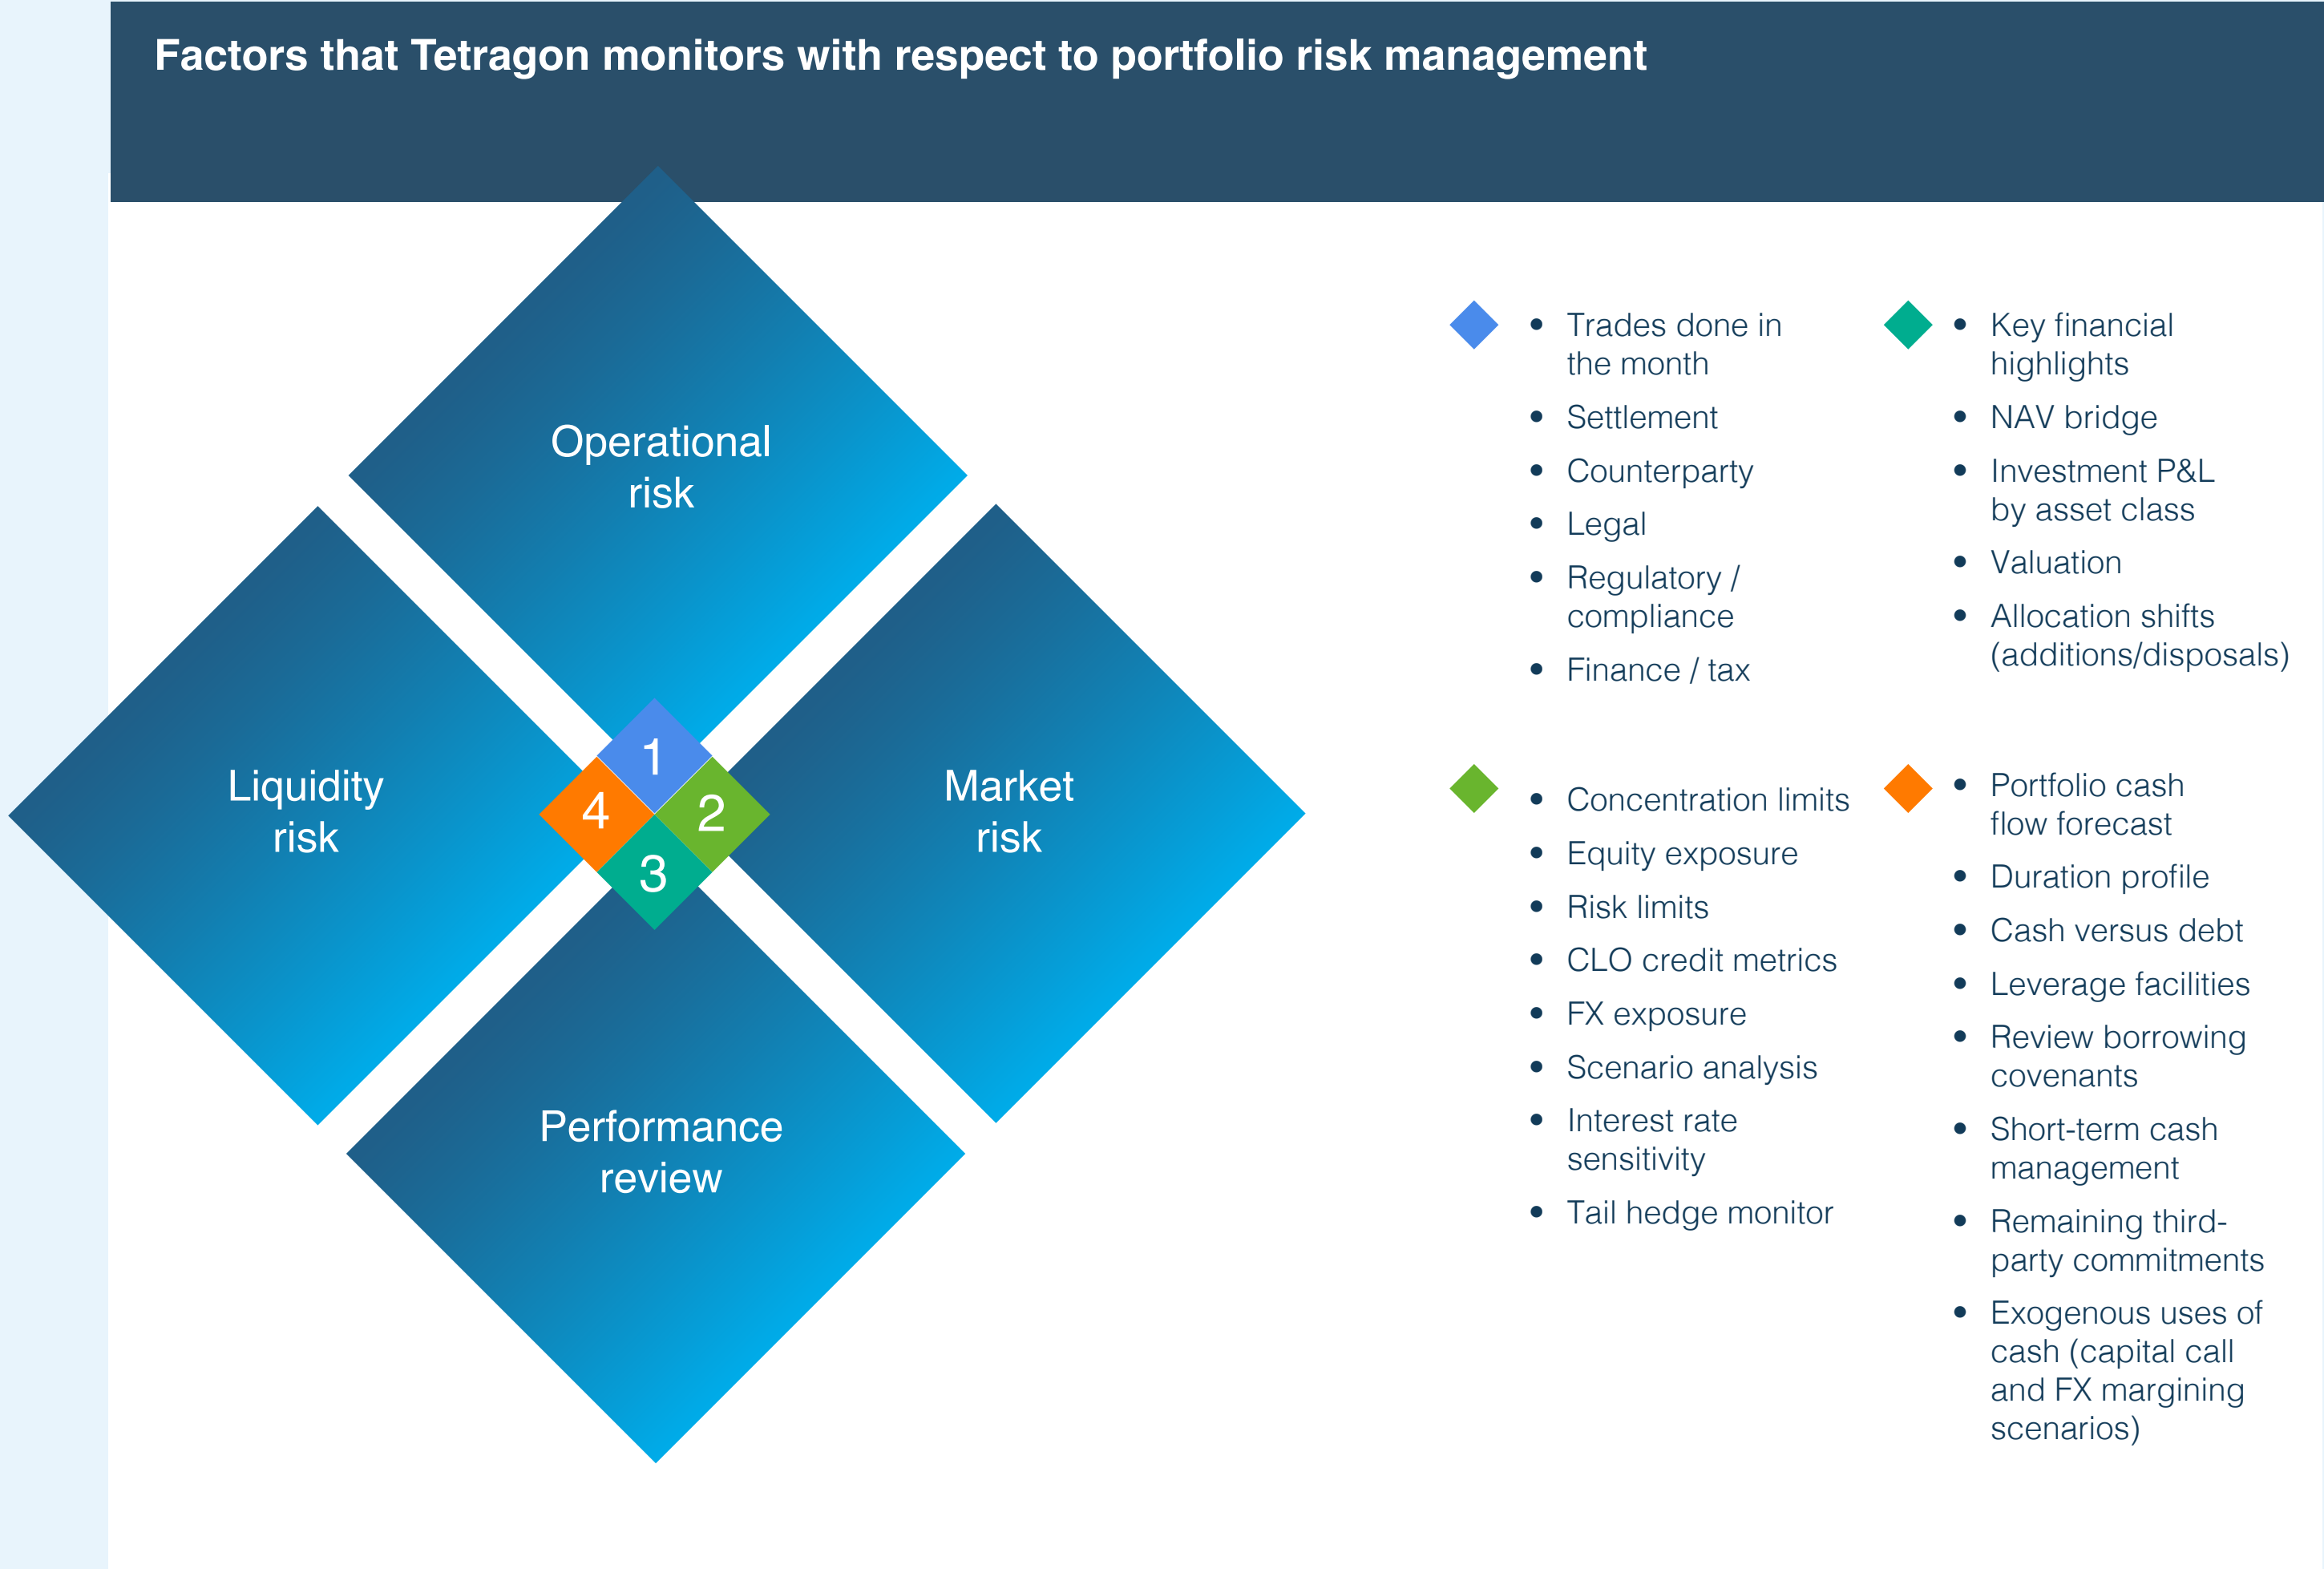 Factors that Tetragon monitors with respect to portfolio risk management
Operational
risk
Liquidity
risk
1
4
2
3
Market
risk
Performance
review
• Trades done in
the month
• Settlement
• Counterparty
• Legal
• Regulatory /
compliance
• Finance / tax
• Key financial
highlights
• NAV bridge
• Investment P&L
by asset class
• Valuation
• Allocation shifts
(additions/disposals)
• Concentration limits
• Equity exposure
• Risk limits
• CLO credit metrics
• FX exposure
• Scenario analysis
• Interest rate
sensitivity
• Tail hedge monitor
• Portfolio cash
flow forecast
• Duration profile
• Cash versus debt
• Leverage facilities
• Review borrowing
covenants
• Short-term cash
management
• Remaining third-
party commitments
• Exogenous uses of
cash (capital call
and FX margining
scenarios)